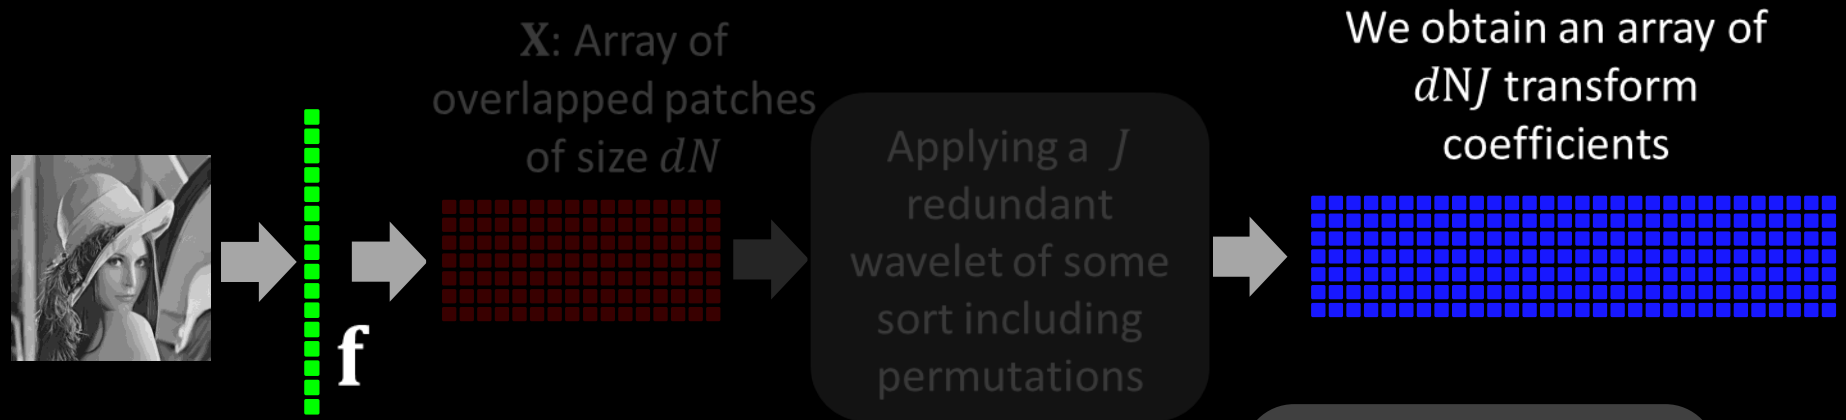 X: Array of
overlapped patches
of size dN
f
Applying a J
redundant
wavelet of some
sort including
permutations
We obtain an array of
dNJ transform
coefficients